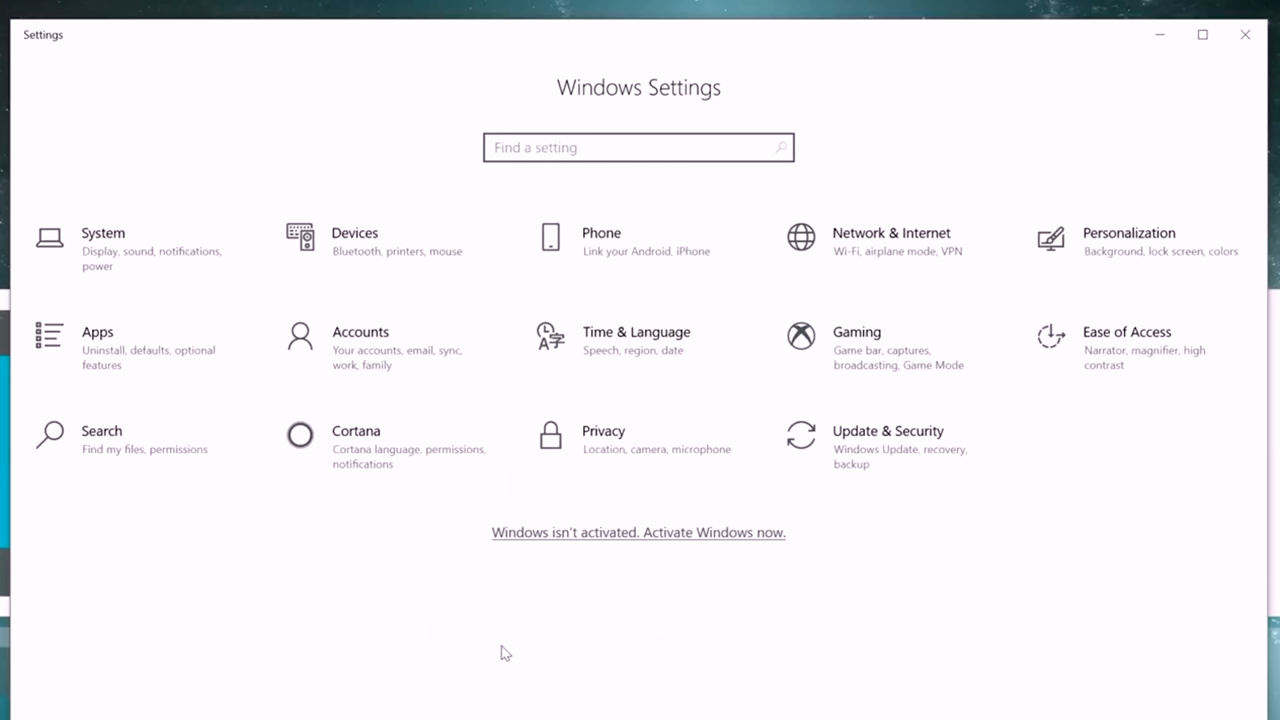 Settings
Windows Settings
Find a setting
System
Display, sound, notifications,
power
Devices
Bluetooth, printers, mouse
Phone
Link your Android, iPhone
Network & Internet
Wi-Fi, airplane mode, VPN
Personalization
Background, lock screen, colors
Apps
Uninstall, defaults, optional
features
Accounts
Your accounts, email, sync,
work, family
Time & Language
Speech, region, date
Gaming
Game bar, captures,
broadcasting, Game Mode
Ease of Access
Narrator, magnifier, high
contrast
Search
Find my files, permissions
Cortana
Cortana language, permissions,
notifications
Privacy
Location, camera, microphone
Update & Security
Windows Update, recovery,
backup
Windows isn't activated. Activate Windows now.